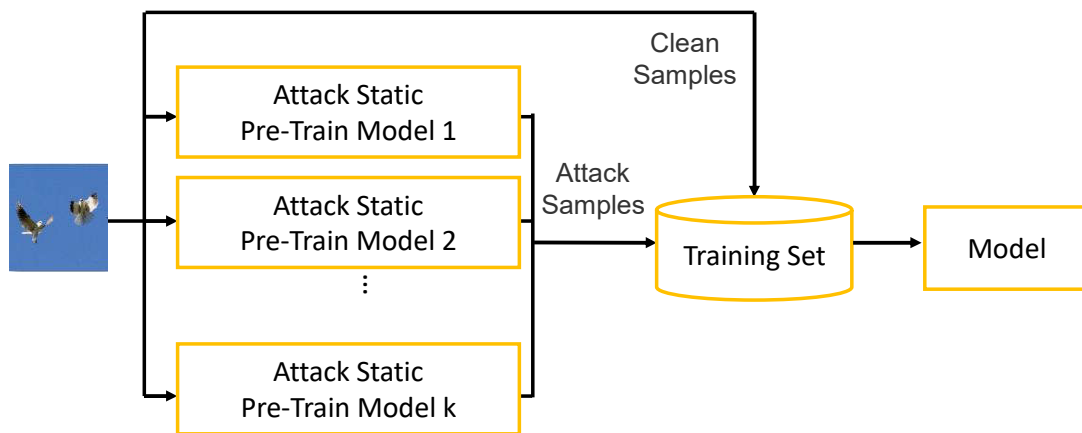 Clean
Samples
Attack Static
Pre-Train Model 1
Attack
Samples
Attack Static
Pre-Train Model 2
...
Training Set
Model
Attack Static
Pre-Train Model k